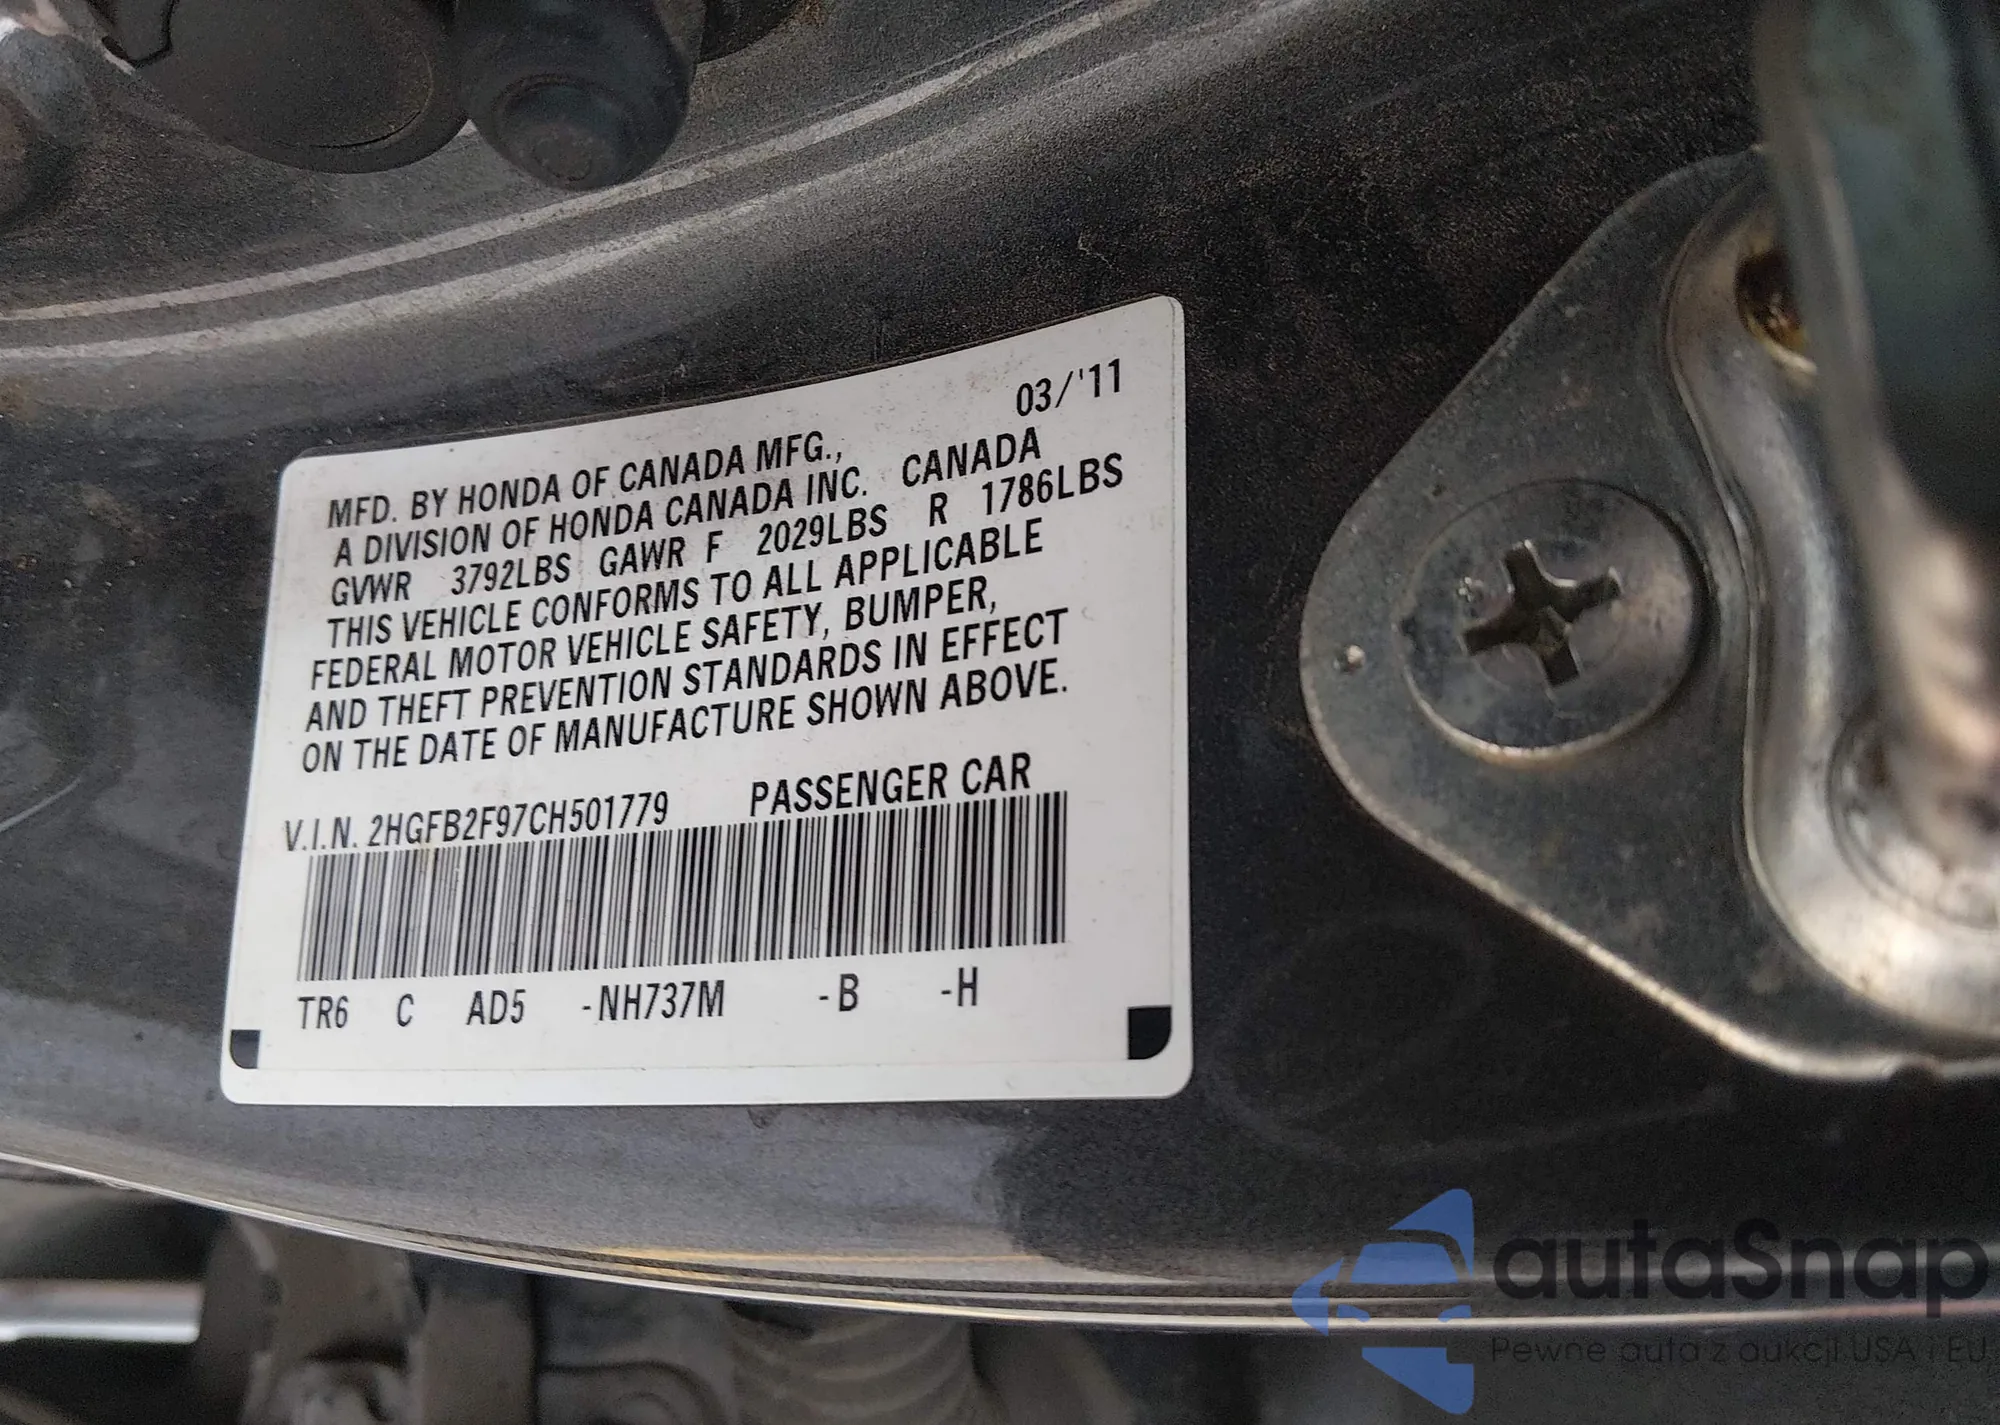 03/'11
MFD. BY HONDA OF CANADA MFG.,
A DIVISION OF HONDA CANADA INC. CANADA
GVWR 3792LBS GAWR F 2029LBS R 1786LBS
THIS VEHICLE CONFORMS TO ALL APPLICABLE
FEDERAL MOTOR VEHICLE SAFETY, BUMPER,
AND THEFT PREVENTION STANDARDS IN EFFECT
ON THE DATE OF MANUFACTURE SHOWN ABOVE.
V.I.N. 2HGFB2F97CH501779 PASSENGER CAR
TR6 C AD5 -NH737M -B -H
autaSnap
Pewne auta z aukcji USA i EU